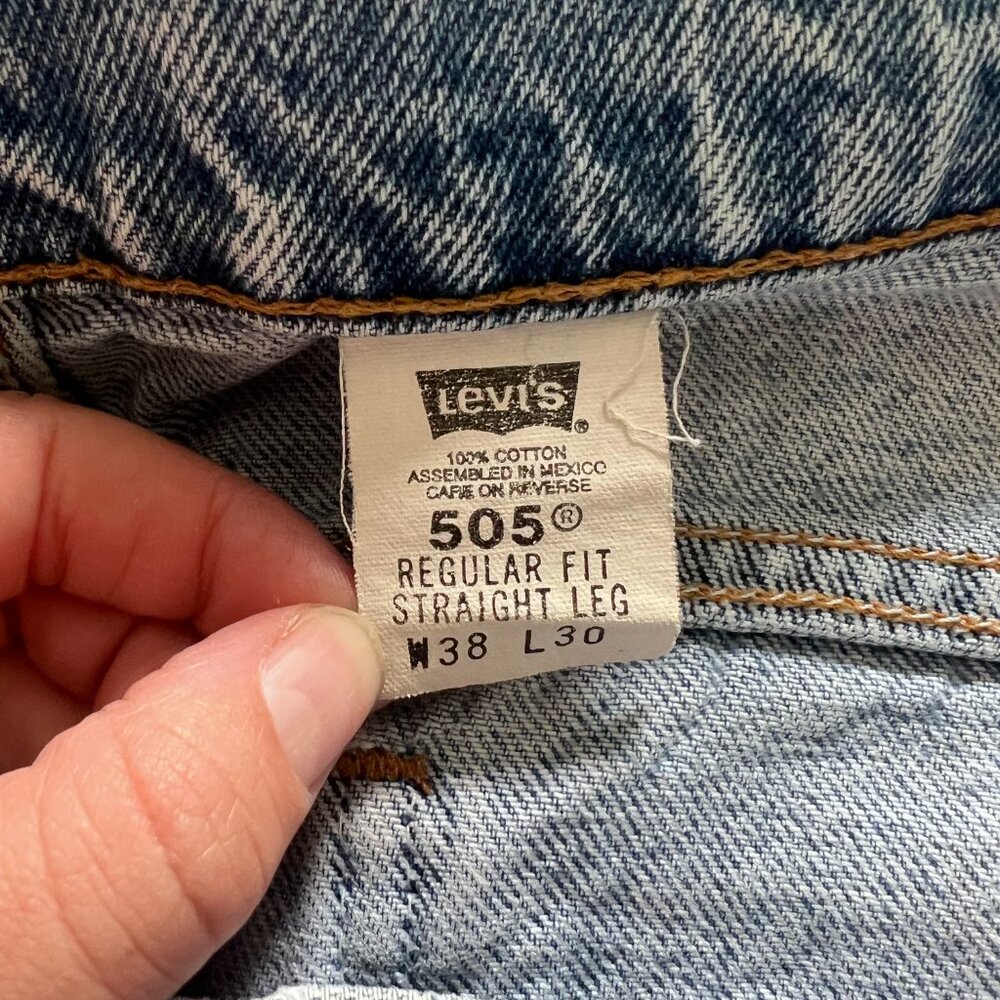 Levi's®
100% COTTON
ASSEMBLED IN MEXICO
CARE ON REVERSE
505®
REGULAR FIT
STRAIGHT LEG
W38 L30